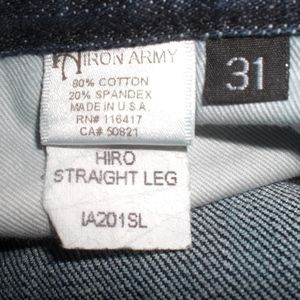 IRON ARMY
80% COTTON
20% SPANDEX
MADE IN U.S.A.
RN# 116417
CA# 50821
31
HIRO
STRAIGHT LEG
IA201SL